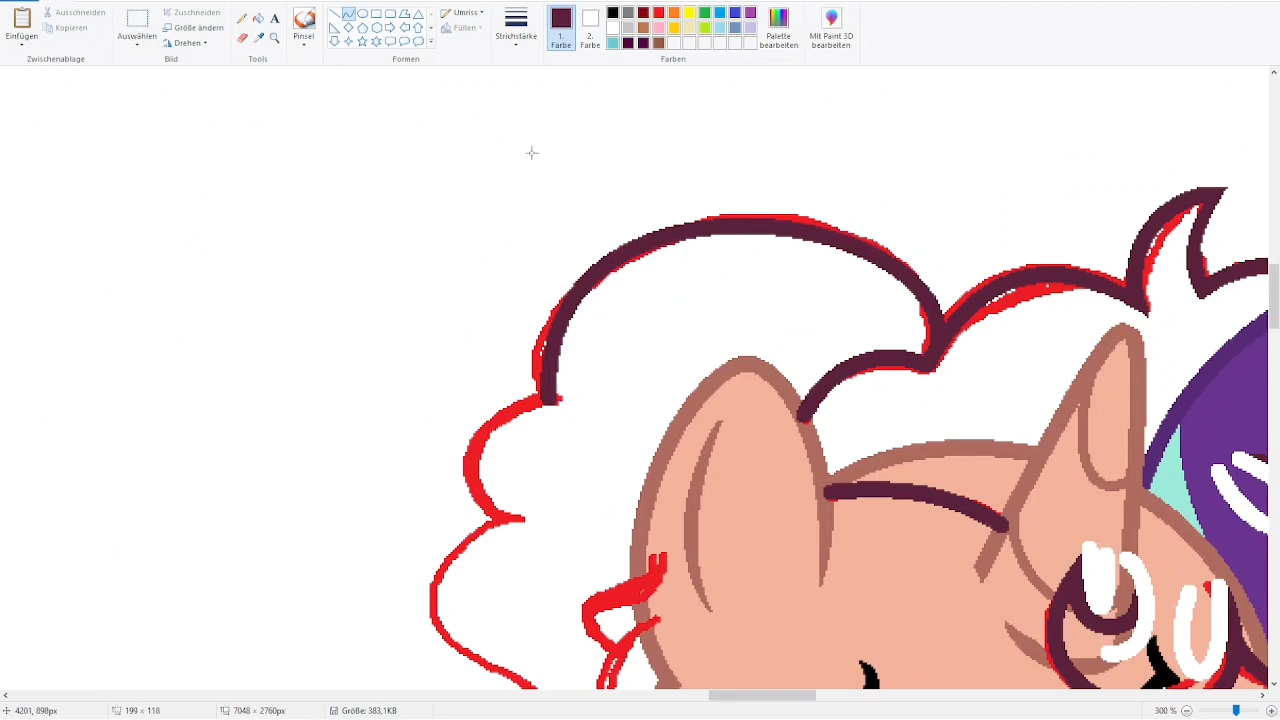 Ausschneiden
Kopieren
Einfügen
Zwischenablage
Auswählen
Zuschneiden
Größe ändern
Drehen
Bild
A
Tools
Pinsel
Umriss
Füllen
Formen
Strichstärke
1.
Farbe
2.
Farbe
Palette
bearbeiten
Farben
Mit Paint 3D
bearbeiten
4201, 898px
199 × 118
7048 × 2760px
Größe: 383,1KB
300 %